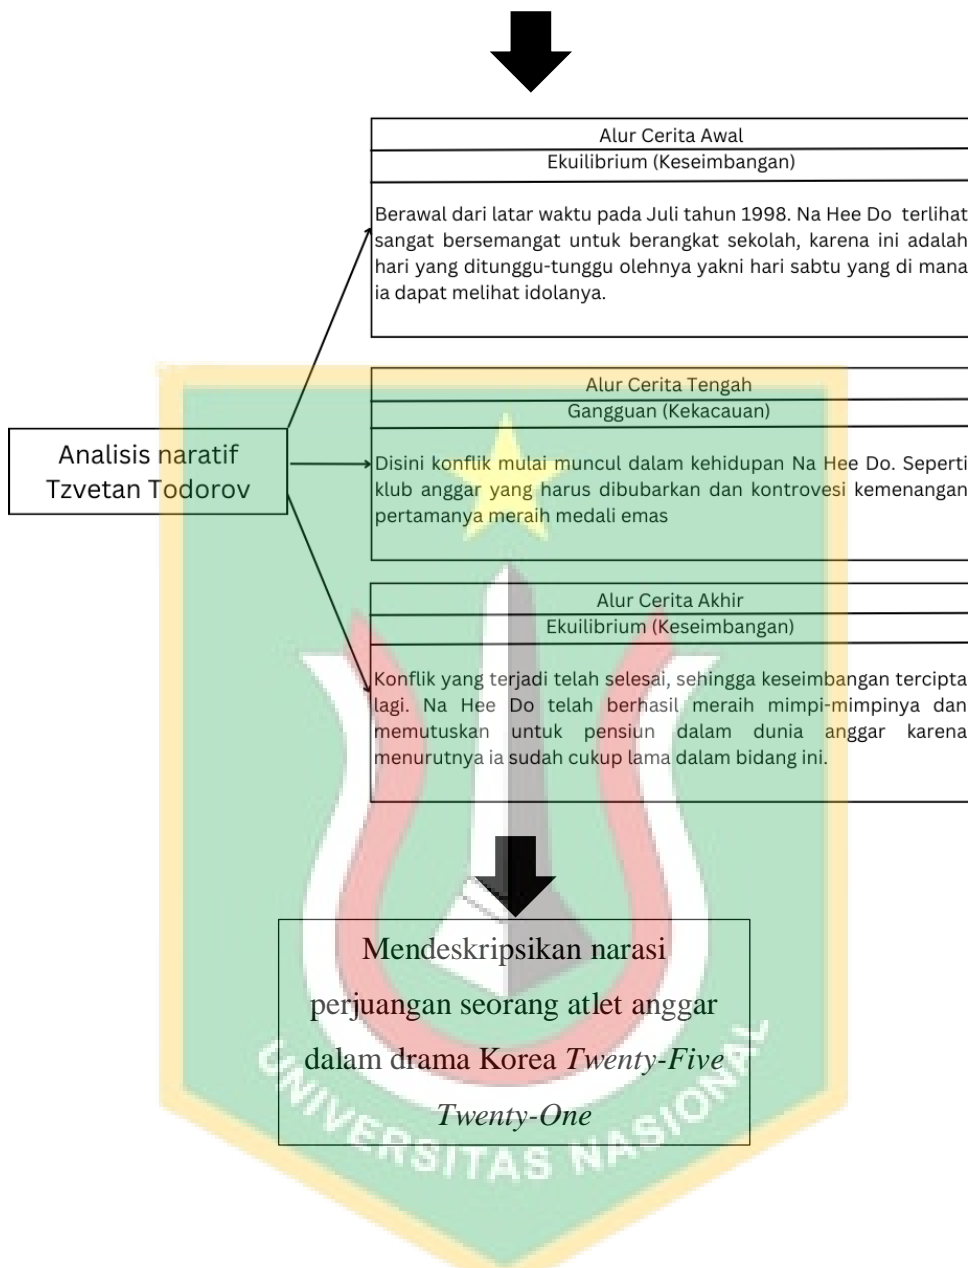 Alur Cerita Awal
Ekuilibrium (Keseimbangan)
Berawal dari latar waktu pada Juli tahun 1998. Na Hee Do terlihat
sangat bersemangat untuk berangkat sekolah, karena ini adalah
hari yang ditunggu-tunggu olehnya yakni hari sabtu yang di mana
ia dapat melihat idolanya.
Analisis naratif
Tzvetan Todorov
Alur Cerita Tengah
Gangguan (Kekacauan)
Disini konflik mulai muncul dalam kehidupan Na Hee Do. Seperti
klub anggar yang harus dibubarkan dan kontrovesi kemenangan
pertamanya meraih medali emas
Alur Cerita Akhir
Ekuilibrium (Keseimbangan)
Konflik yang terjadi telah selesai, sehingga keseimbangan tercipta
lagi. Na Hee Do telah berhasil meraih mimpi-mimpinya dan
memutuskan untuk pensiun dalam dunia anggar karena
menurutnya ia sudah cukup lama dalam bidang ini.
Mendeskripsikan narasi
perjuangan seorang atlet anggar
dalam drama Korea Twenty-Five
Twenty-One
UNIVERSITAS NASIONAL